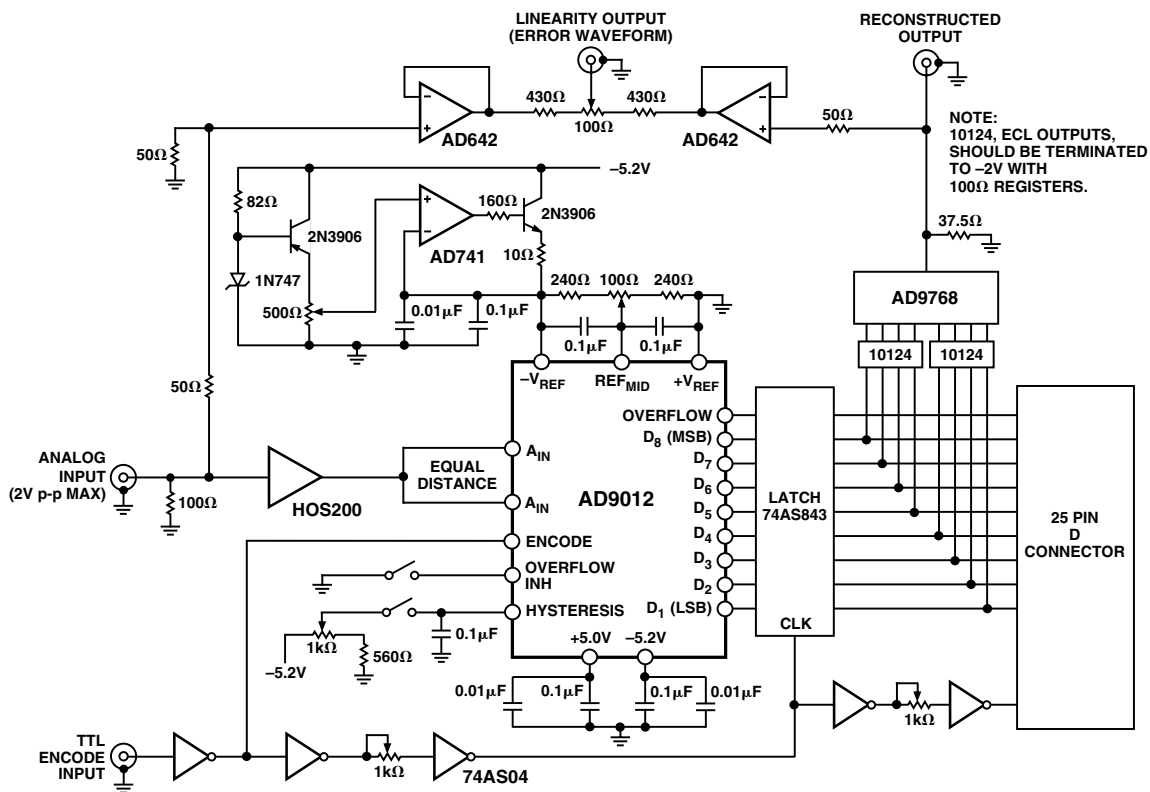 LINEARITY OUTPUT
(ERROR WAVEFORM)
RECONSTRUCTED
OUTPUT
430Ω
100Ω
430Ω
AD642
AD642
50Ω
NOTE:
10124, ECL OUTPUTS,
SHOULD BE TERMINATED
TO –2V WITH
100Ω REGISTERS.
50Ω
–5.2V
82Ω
2N3906
1N747
500Ω
AD741
160Ω
2N3906
10Ω
37.5Ω
0.01µF
0.1µF
240Ω
100Ω
240Ω
0.1µF
0.1µF
AD9768
10124
10124
50Ω
–VREF
REFMID
+VREF
ANALOG
INPUT
(2V p-p MAX)
100Ω
HOS200
EQUAL
DISTANCE
AIN
AIN
ENCODE
OVERFLOW
INH
HYSTERESIS
AD9012
OVERFLOW
D8 (MSB)
D7
D6
D5
D4
D3
D2
D1 (LSB)
+5.0V
–5.2V
LATCH
74AS843
CLK
25 PIN
D
CONNECTOR
–5.2V
1kΩ
560Ω
0.1µF
0.01µF
0.1µF
0.1µF
0.01µF
1kΩ
TTL
ENCODE
INPUT
1kΩ
74AS04